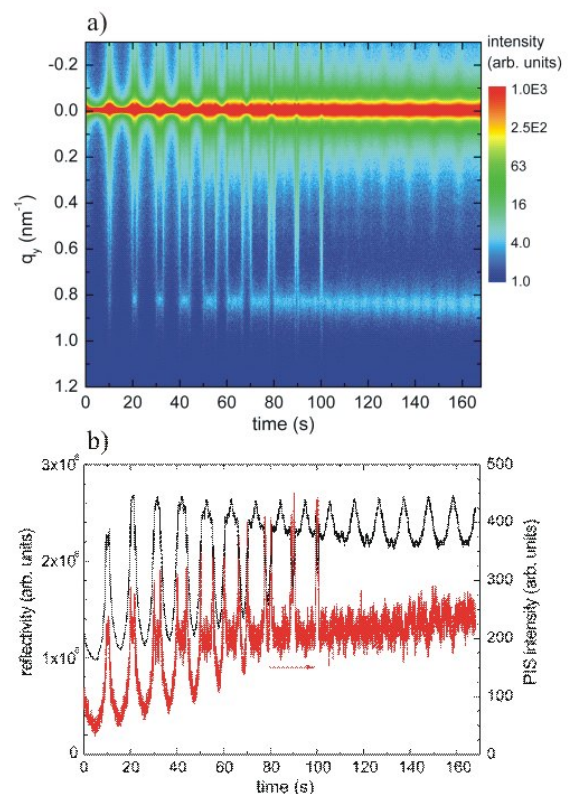 a)
intensity
(arb. units)
-0.2
0.0
0.2
0.4
0.6
0.8
1.0
1.2
q_y (nm⁻¹)
1.0E3
2.5E2
63
16
4.0
1.0
0 20 40 60 80 100 120 140 160
time (s)
b)
3x10⁶
2x10⁶
1x10⁶
0
reflectivity (arb. units)
500
400
300
200
100
0
PIS intensity (arb. units)
0 20 40 60 80 100 120 140 160
time (s)